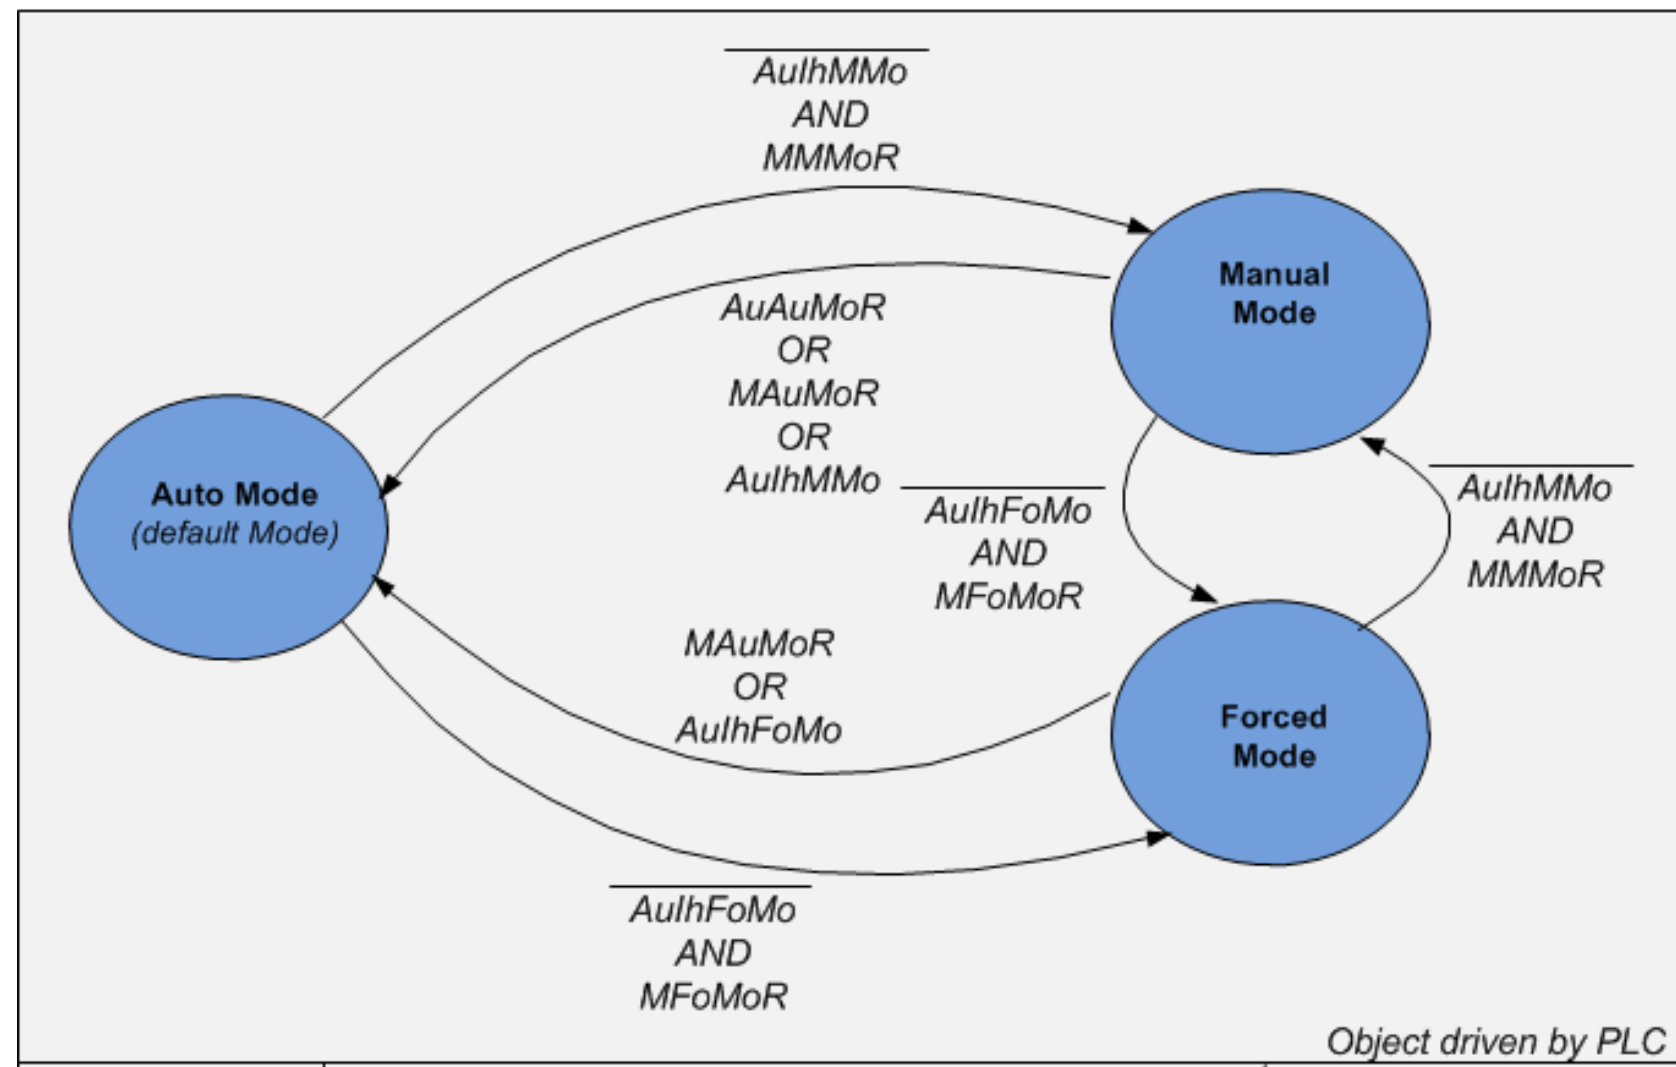 AuIhMMo
AND
MMMoR
Manual
Mode
AuAuMoR
OR
MAuMoR
OR
AuIhMMo
Auto Mode
(default Mode)
AuIhFoMo
AND
MFoMoR
AuIhMMo
AND
MMMoR
MAuMoR
OR
AuIhFoMo
Forced
Mode
AuIhFoMo
AND
MFoMoR
Object driven by PLC